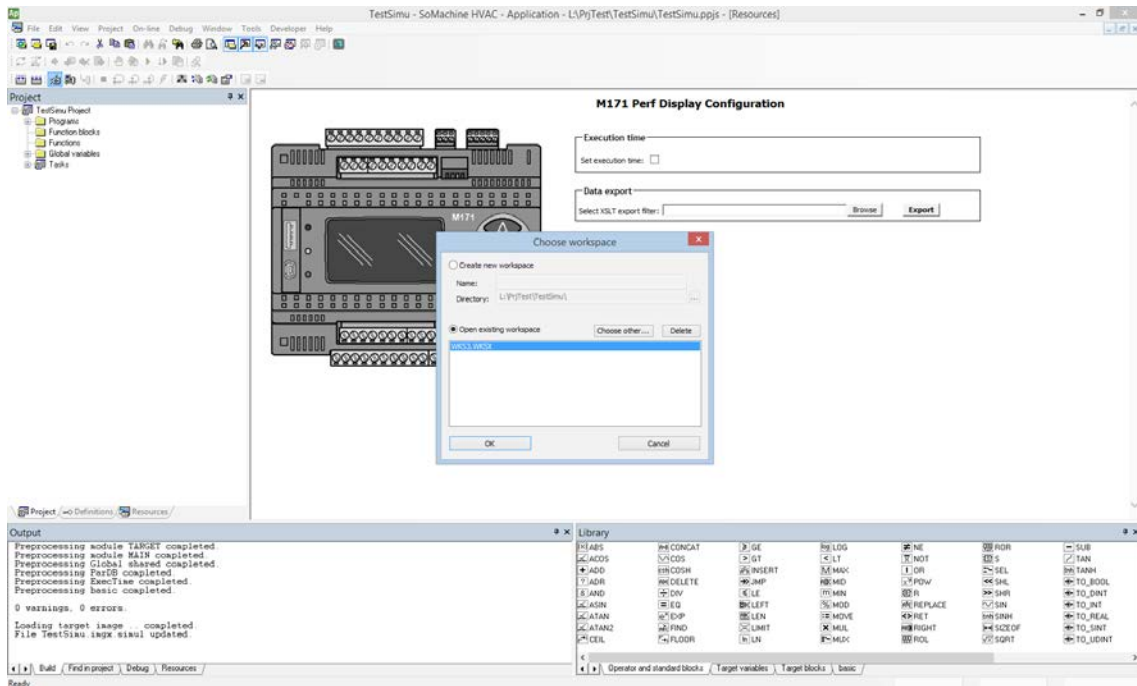 TestSimu - SoMachine HVAC - Application - L:\PrjTest\TestSimu\TestSimu.ppjs - [Resources]
File Edit View Project On-line Debug Window Tools Developer Help
Project
TestSimu Project
Programs
Function blocks
Functions
Global variables
Tasks
Project Definitions Resources
M171 Perf Display Configuration
Execution time
Set execution time:
Data export
Select XSLT export filter: Browse Export
M171
Choose workspace
Create new workspace
Name:
Directory: L:\PrjTest\TestSimu\ ...
Open existing workspace Choose other... Delete
WKS3.WKSX
OK Cancel
Output
Preprocessing module TARGET completed.
Preprocessing module MAIN completed.
Preprocessing Global shared completed.
Preprocessing ParDB completed.
Preprocessing ExecTime completed.
Preprocessing basic completed.
0 warnings, 0 errors.
Loading target image .. completed.
File TestSimu.imgx.simul updated.
Build Find in project Debug Resources
Library
ABS CONCAT GE LOG NE ROR SUB
ACOS COS GT LT NOT S TAN
ADD COSH INSERT MAX OR SEL TANH
ADR DELETE JMP MID POW SHL TO_BOOL
AND DIV LE MIN R SHR TO_DINT
ASIN EQ LEFT MOD REPLACE SIN TO_INT
ATAN EXP LEN MOVE RET SINH TO_REAL
ATAN2 FIND LIMIT MUL RIGHT SIZEOF TO_SINT
CEIL FLOOR LN MUX ROL SQRT TO_UDINT
Operator and standard blocks Target variables Target blocks basic
Ready